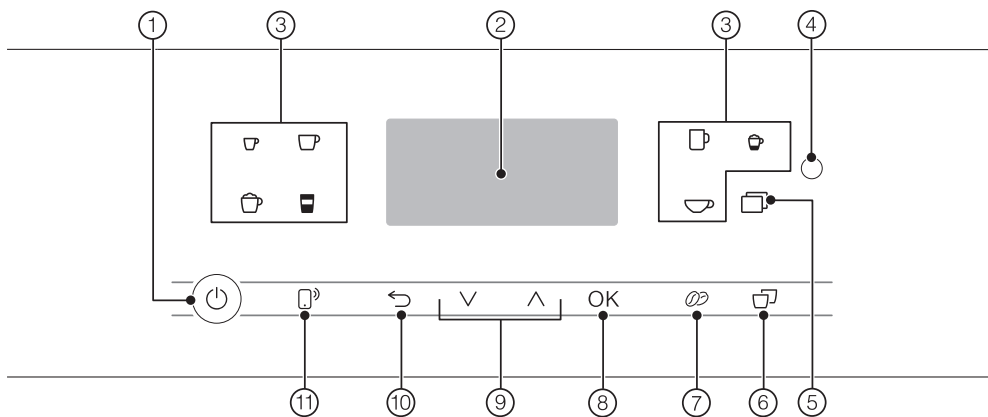 ① ③ ② ③ ④
OK
⑪ ⑩ ⑨ ⑧ ⑦ ⑥ ⑤